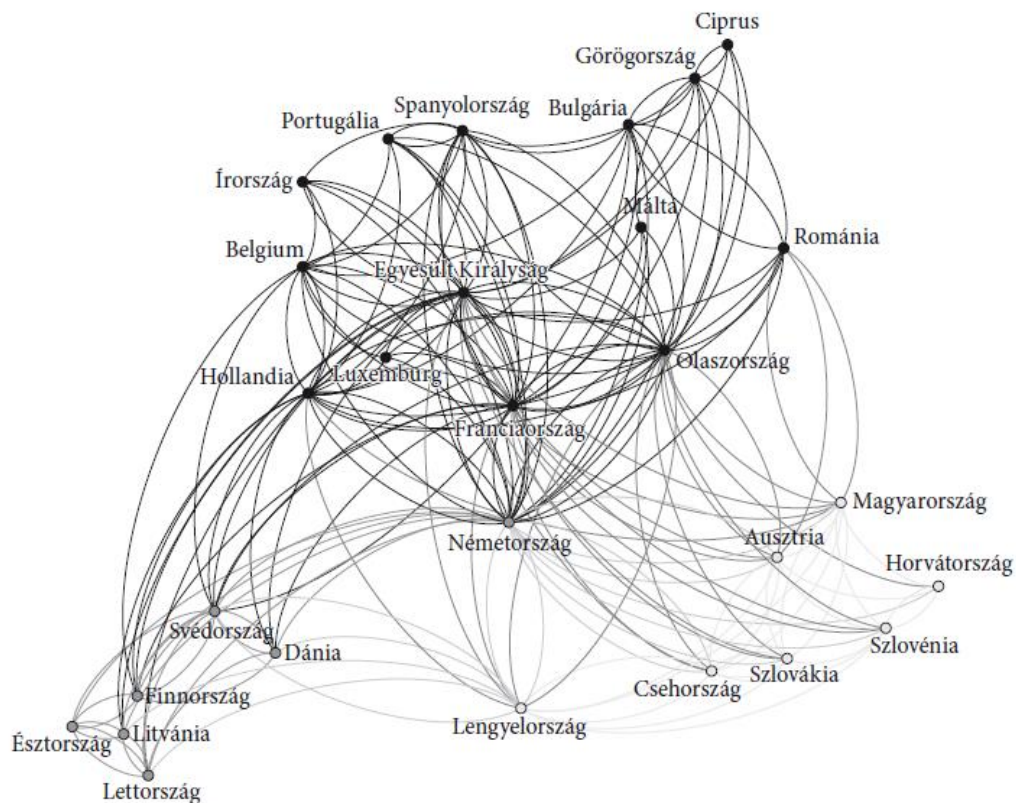 Ciprus
Görögország
Spanyolország
Bulgária
Portugália
Írország
Málta
Románia
Belgium
Egyesült Királyság
Olaszország
Luxemburg
Hollandia
Franciaország
Magyarország
Németország
Ausztria
Horvátország
Svédország
Szlovénia
Dánia
Szlovákia
Csehország
Finnország
Lengyelország
Észtország
Litvánia
Lettország